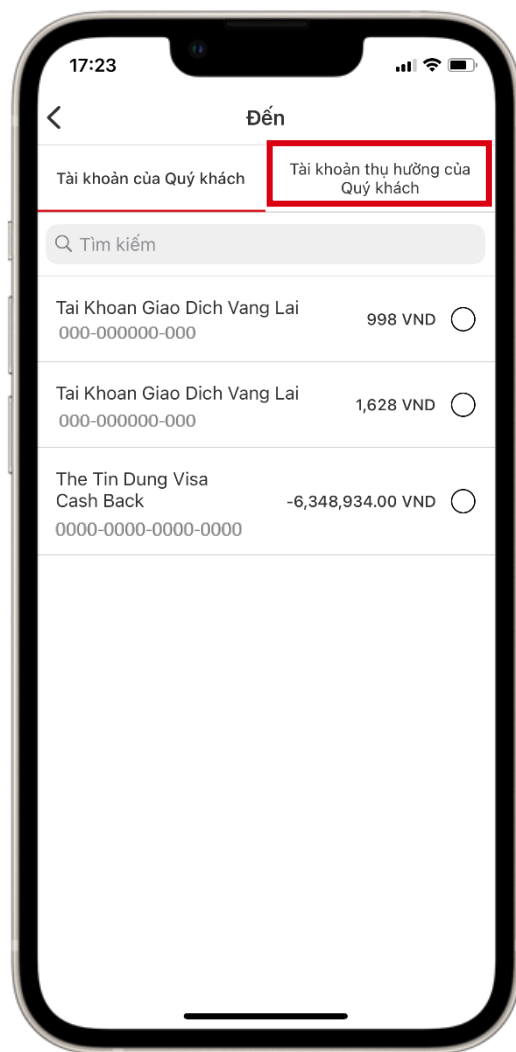 17:23
Đến
Tài khoản của Quý khách
Tài khoản thụ hưởng của
Quý khách
Tìm kiếm
Tai Khoan Giao Dich Vang Lai
998 VND
000-000000-000
Tai Khoan Giao Dich Vang Lai
1,628 VND
000-000000-000
The Tin Dung Visa
Cash Back
-6,348,934.00 VND
0000-0000-0000-0000